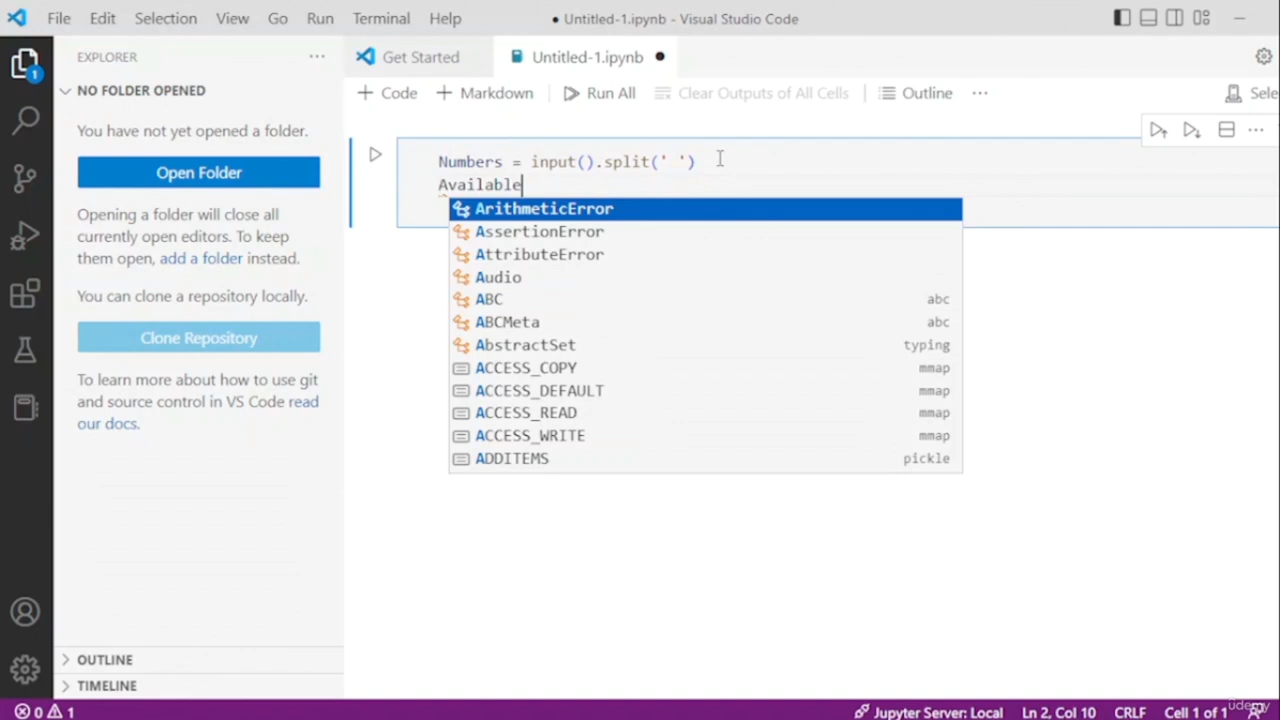 File Edit Selection View Go Run Terminal Help ● Untitled-1.ipynb - Visual Studio Code
EXPLORER
Get Started Untitled-1.ipynb ●
1
NO FOLDER OPENED
+ Code + Markdown Run All Clear Outputs of All Cells Outline ··· Sele
You have not yet opened a folder.
Open Folder
Numbers = input().split(' ')
Available
Opening a folder will close all
currently open editors. To keep
them open, add a folder instead.
You can clone a repository locally.
Clone Repository
To learn more about how to use git
and source control in VS Code read
our docs.
ArithmeticError
AssertionError
AttributeError
Audio
ABC abc
ABCMeta abc
AbstractSet typing
ACCESS_COPY mmap
ACCESS_DEFAULT mmap
ACCESS_READ mmap
ACCESS_WRITE mmap
ADDITEMS pickle
OUTLINE
TIMELINE
0 1 Jupyter Server: Local Ln 2, Col 10 CRLF Cell 1 of 1
udemy